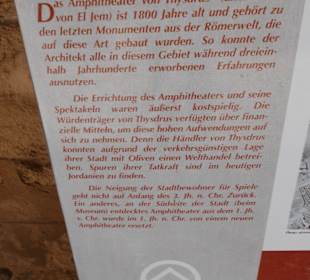 Das Amphitheater von Thysdrus
von El Jem) ist 1800 Jahre alt und gehört zu
den letzten Monumenten aus der Römerwelt, die
auf diese Art gebaut wurden. So konnte der
Architekt alle in diesem Gebiet während dreiein-
halb Jahrhunderte erworbenen Erfahrungen
ausnutzen.
Die Errichtung des Amphitheaters und seine
Spektakeln waren äußerst kostspielig. Die
Würdenträger von Thysdrus verfügten über finan-
zielle Mitteln, um diese hohen Aufwendungen auf
sich zu nehmen. Denn die Händler von Thysdrus
konnten aufgrund der verkehrsgünstigen Lage
ihrer Stadt mit Oliven einen Welthandel betrei-
ben. Spuren ihrer Tatkraft sind im heutigen
Jordanien zu finden.
Die Neigung der Stadtbewohner für Spiele
geht nicht auf Anfang des 3. Jh. n. Chr. Zurück.
Ein anderes, an der Südseite der Stadt (beim
Museum) entdecktes Amphitheater aus dem 1. Jh.
v. Chr. wurde im 1. Jh. n. Chr. von einem neuen
Amphitheater ersetzt.